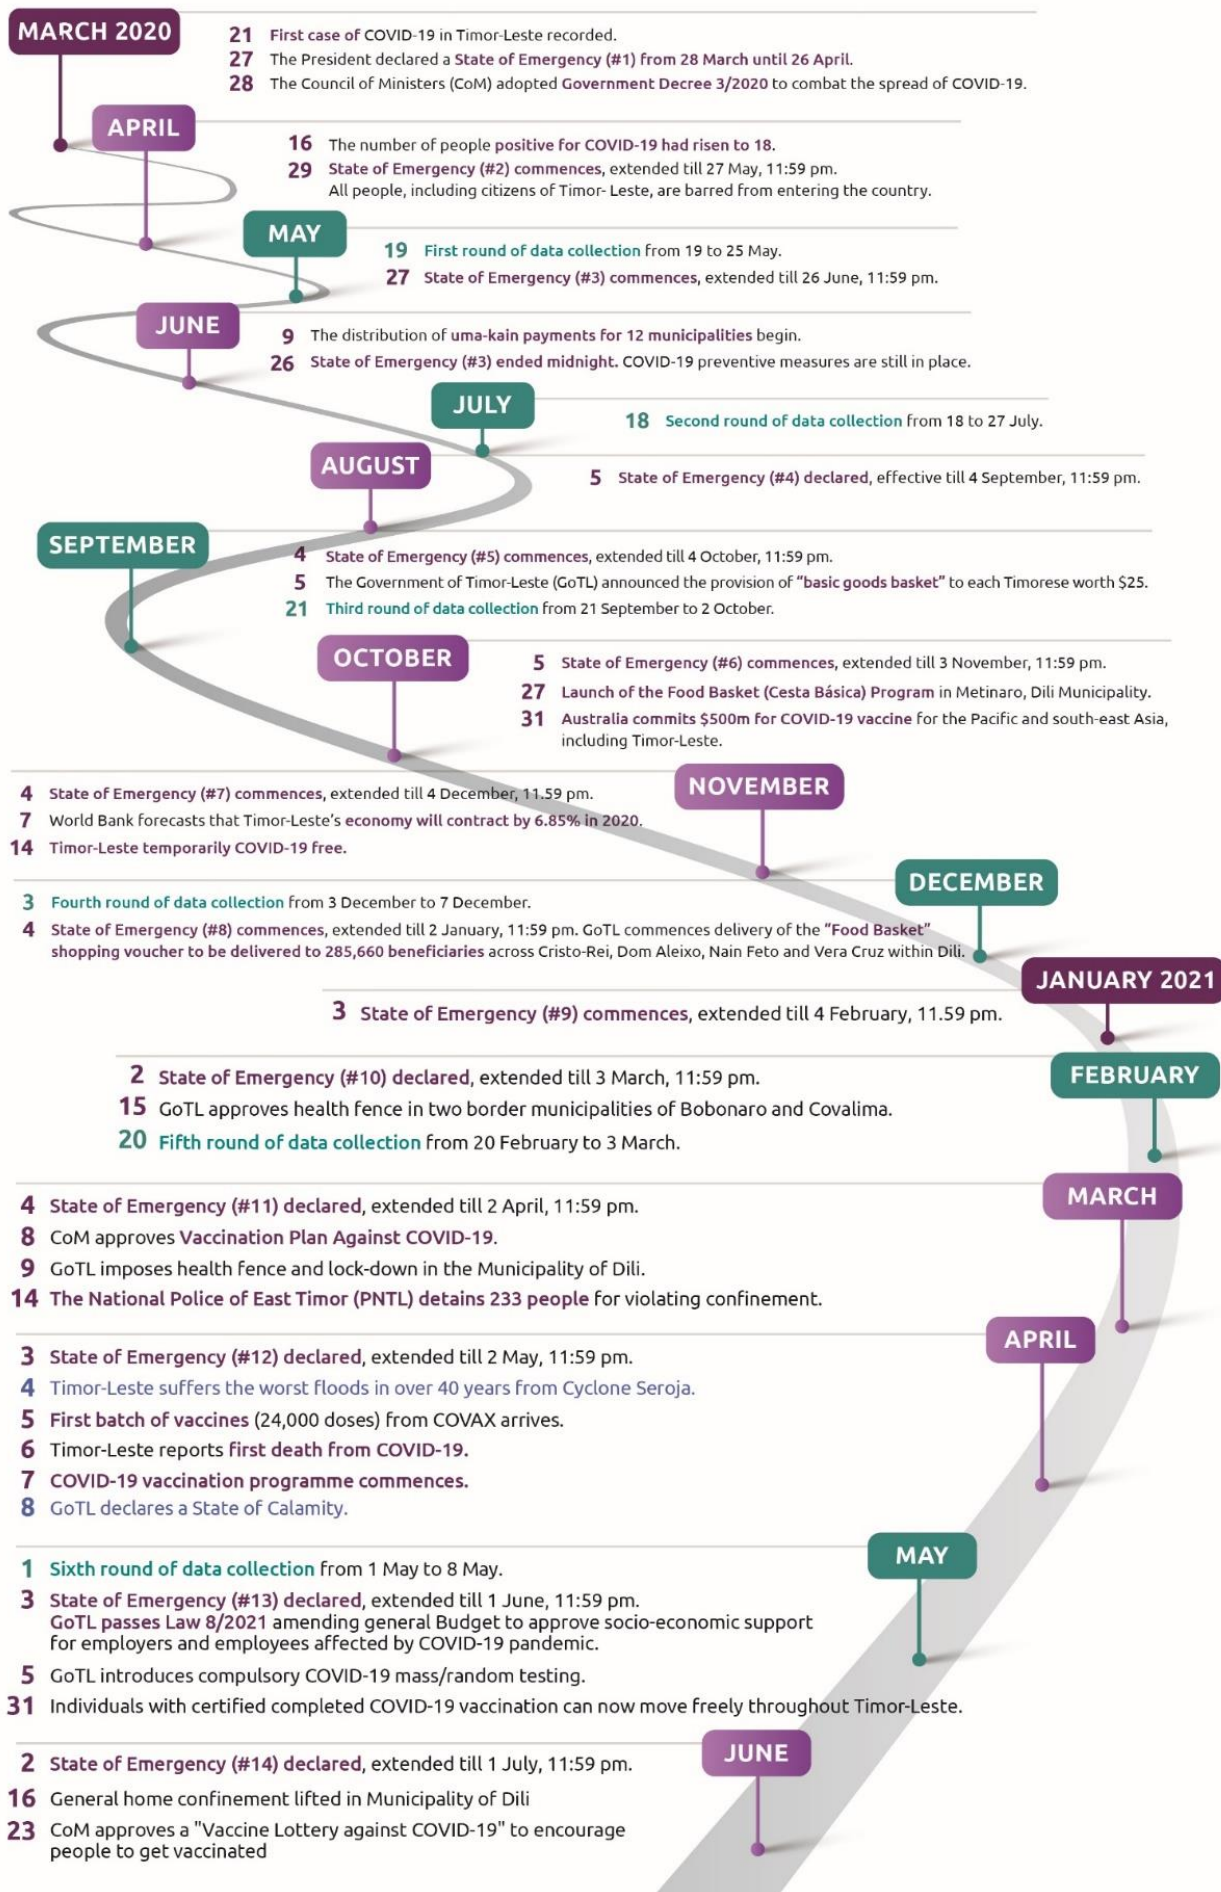 MARCH 2020
21 First case of COVID-19 in Timor-Leste recorded.
27 The President declared a State of Emergency (#1) from 28 March until 26 April.
28 The Council of Ministers (CoM) adopted Government Decree 3/2020 to combat the spread of COVID-19.
APRIL
16 The number of people positive for COVID-19 had risen to 18.
29 State of Emergency (#2) commences, extended till 27 May, 11:59 pm.
All people, including citizens of Timor- Leste, are barred from entering the country.
MAY
19 First round of data collection from 19 to 25 May.
27 State of Emergency (#3) commences, extended till 26 June, 11:59 pm.
JUNE
9 The distribution of uma-kain payments for 12 municipalities begin.
26 State of Emergency (#3) ended midnight. COVID-19 preventive measures are still in place.
JULY
18 Second round of data collection from 18 to 27 July.
AUGUST
5 State of Emergency (#4) declared, effective till 4 September, 11:59 pm.
SEPTEMBER
4 State of Emergency (#5) commences, extended till 4 October, 11:59 pm.
5 The Government of Timor-Leste (GoTL) announced the provision of "basic goods basket" to each Timorese worth $25.
21 Third round of data collection from 21 September to 2 October.
OCTOBER
5 State of Emergency (#6) commences, extended till 3 November, 11:59 pm.
27 Launch of the Food Basket (Cesta Básica) Program in Metinaro, Dili Municipality.
31 Australia commits $500m for COVID-19 vaccine for the Pacific and south-east Asia,
including Timor-Leste.
NOVEMBER
4 State of Emergency (#7) commences, extended till 4 December, 11.59 pm.
7 World Bank forecasts that Timor-Leste's economy will contract by 6.85% in 2020.
14 Timor-Leste temporarily COVID-19 free.
DECEMBER
3 Fourth round of data collection from 3 December to 7 December.
4 State of Emergency (#8) commences, extended till 2 January, 11:59 pm. GoTL commences delivery of the "Food Basket"
shopping voucher to be delivered to 285,660 beneficiaries across Cristo-Rei, Dom Aleixo, Nain Feto and Vera Cruz within Dili.
JANUARY 2021
3 State of Emergency (#9) commences, extended till 4 February, 11.59 pm.
FEBRUARY
2 State of Emergency (#10) declared, extended till 3 March, 11:59 pm.
15 GoTL approves health fence in two border municipalities of Bobonaro and Covalima.
20 Fifth round of data collection from 20 February to 3 March.
MARCH
4 State of Emergency (#11) declared, extended till 2 April, 11:59 pm.
8 CoM approves Vaccination Plan Against COVID-19.
9 GoTL imposes health fence and lock-down in the Municipality of Dili.
14 The National Police of East Timor (PNTL) detains 233 people for violating confinement.
APRIL
3 State of Emergency (#12) declared, extended till 2 May, 11:59 pm.
4 Timor-Leste suffers the worst floods in over 40 years from Cyclone Seroja.
5 First batch of vaccines (24,000 doses) from COVAX arrives.
6 Timor-Leste reports first death from COVID-19.
7 COVID-19 vaccination programme commences.
8 GoTL declares a State of Calamity.
MAY
1 Sixth round of data collection from 1 May to 8 May.
3 State of Emergency (#13) declared, extended till 1 June, 11:59 pm.
GoTL passes Law 8/2021 amending general Budget to approve socio-economic support
for employers and employees affected by COVID-19 pandemic.
5 GoTL introduces compulsory COVID-19 mass/random testing.
31 Individuals with certified completed COVID-19 vaccination can now move freely throughout Timor-Leste.
JUNE
2 State of Emergency (#14) declared, extended till 1 July, 11:59 pm.
16 General home confinement lifted in Municipality of Dili
23 CoM approves a "Vaccine Lottery against COVID-19" to encourage
people to get vaccinated